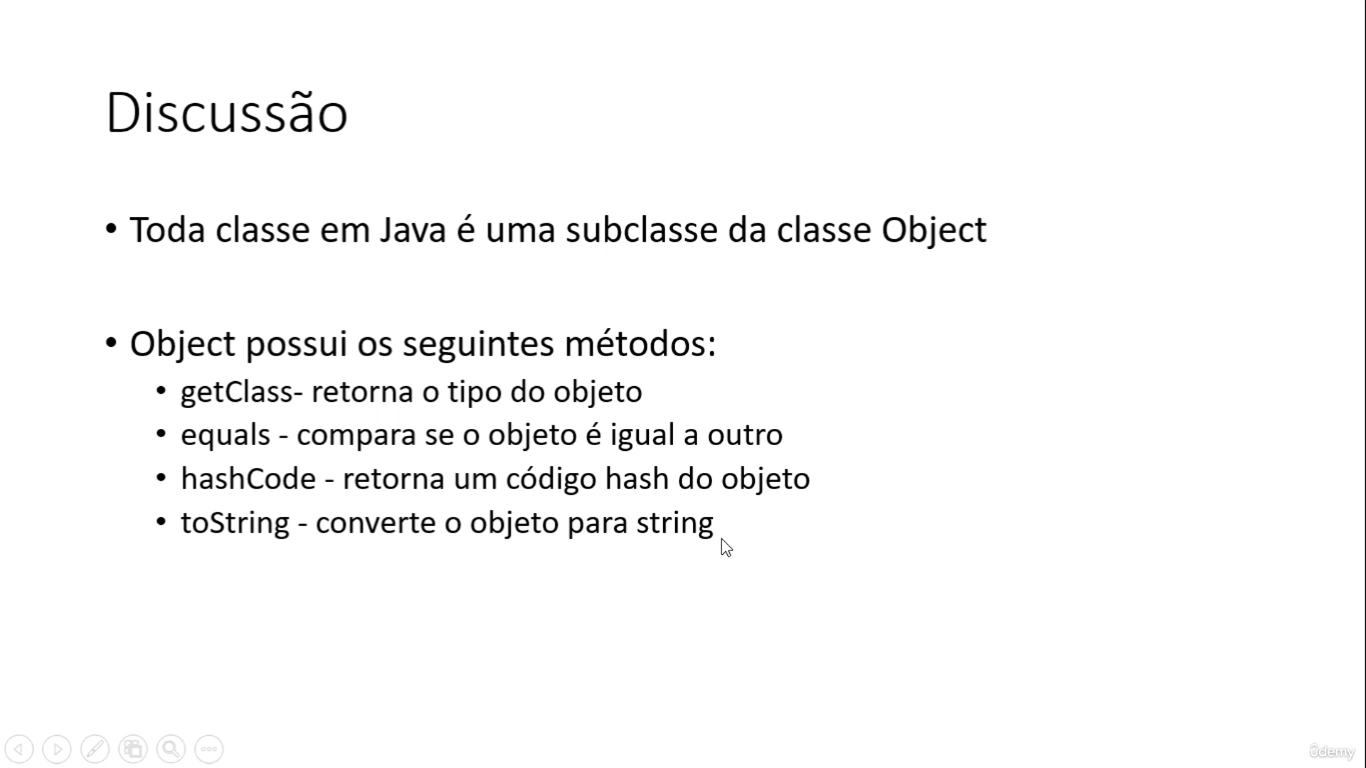 Discussão
• Toda classe em Java é uma subclasse da classe Object
• Object possui os seguintes métodos:
• getClass- retorna o tipo do objeto
• equals - compara se o objeto é igual a outro
• hashCode - retorna um código hash do objeto
• toString - converte o objeto para string
ûdemy